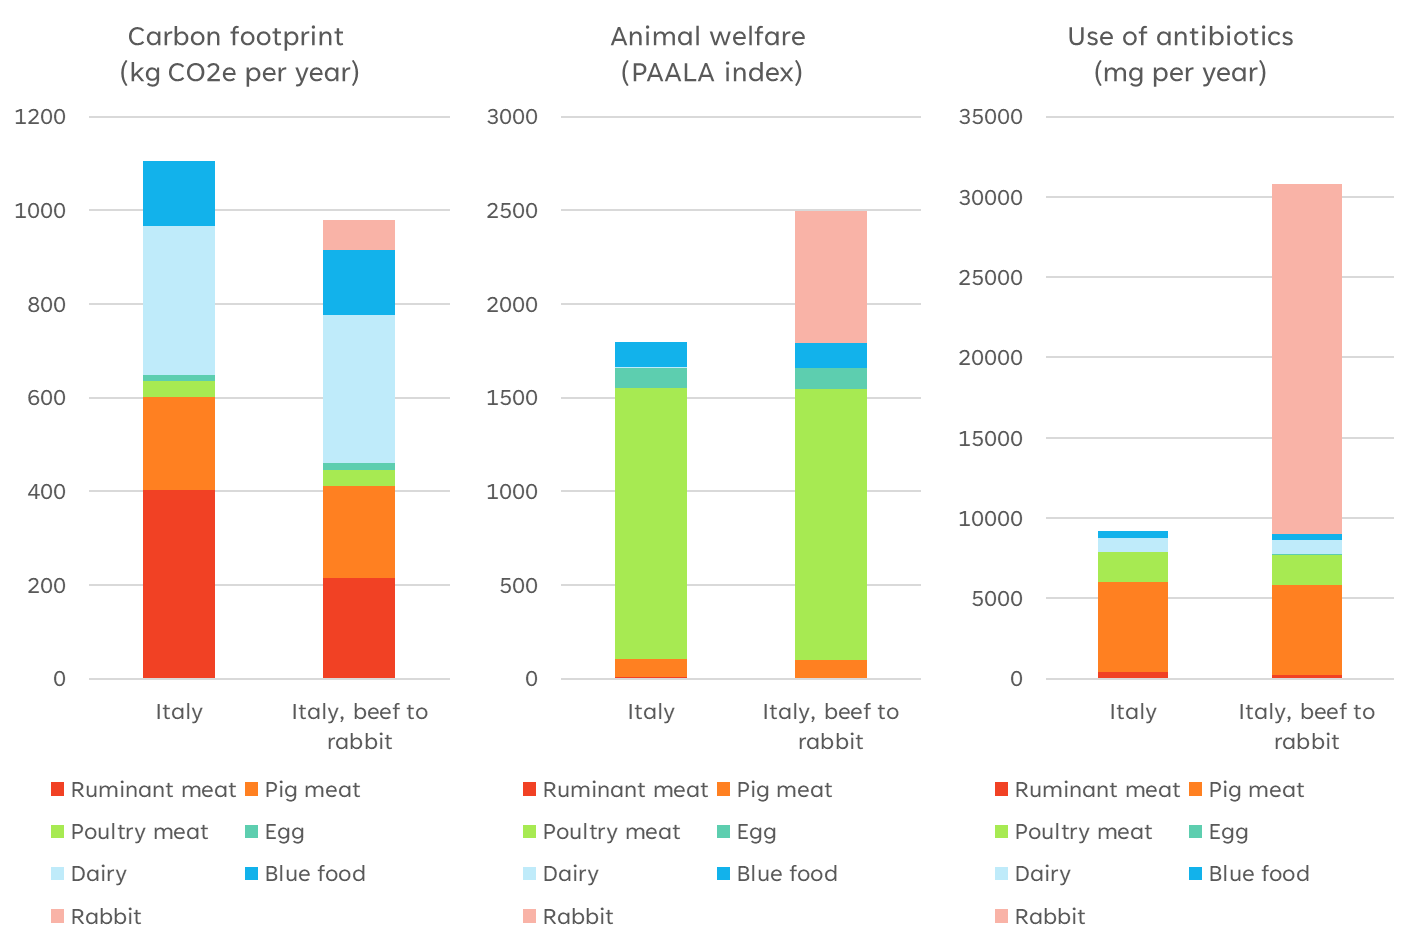 Carbon footprint
(kg CO2e per year)
1200
1000
800
600
400
200
0
Italy
Italy, beef to
rabbit
Ruminant meat
Pig meat
Poultry meat
Egg
Dairy
Blue food
Rabbit
Animal welfare
(PAALA index)
3000
2500
2000
1500
1000
500
0
Italy
Italy, beef to
rabbit
Ruminant meat
Pig meat
Poultry meat
Egg
Dairy
Blue food
Rabbit
Use of antibiotics
(mg per year)
35000
30000
25000
20000
15000
10000
5000
0
Italy
Italy, beef to
rabbit
Ruminant meat
Pig meat
Poultry meat
Egg
Dairy
Blue food
Rabbit